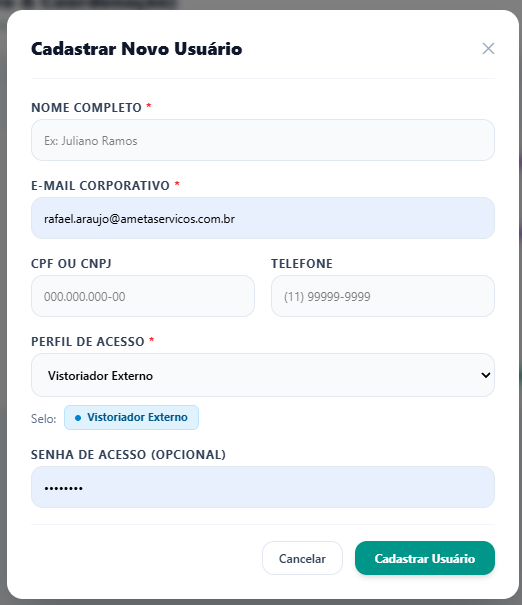 Cadastrar Novo Usuário
NOME COMPLETO *
Ex: Juliano Ramos
E-MAIL CORPORATIVO *
rafael.araujo@ametaservicos.com.br
CPF OU CNPJ
TELEFONE
000.000.000-00
(11) 99999-9999
PERFIL DE ACESSO *
Vistoriador Externo
Selo: Vistoriador Externo
SENHA DE ACESSO (OPCIONAL)
••••••••
Cancelar
Cadastrar Usuário